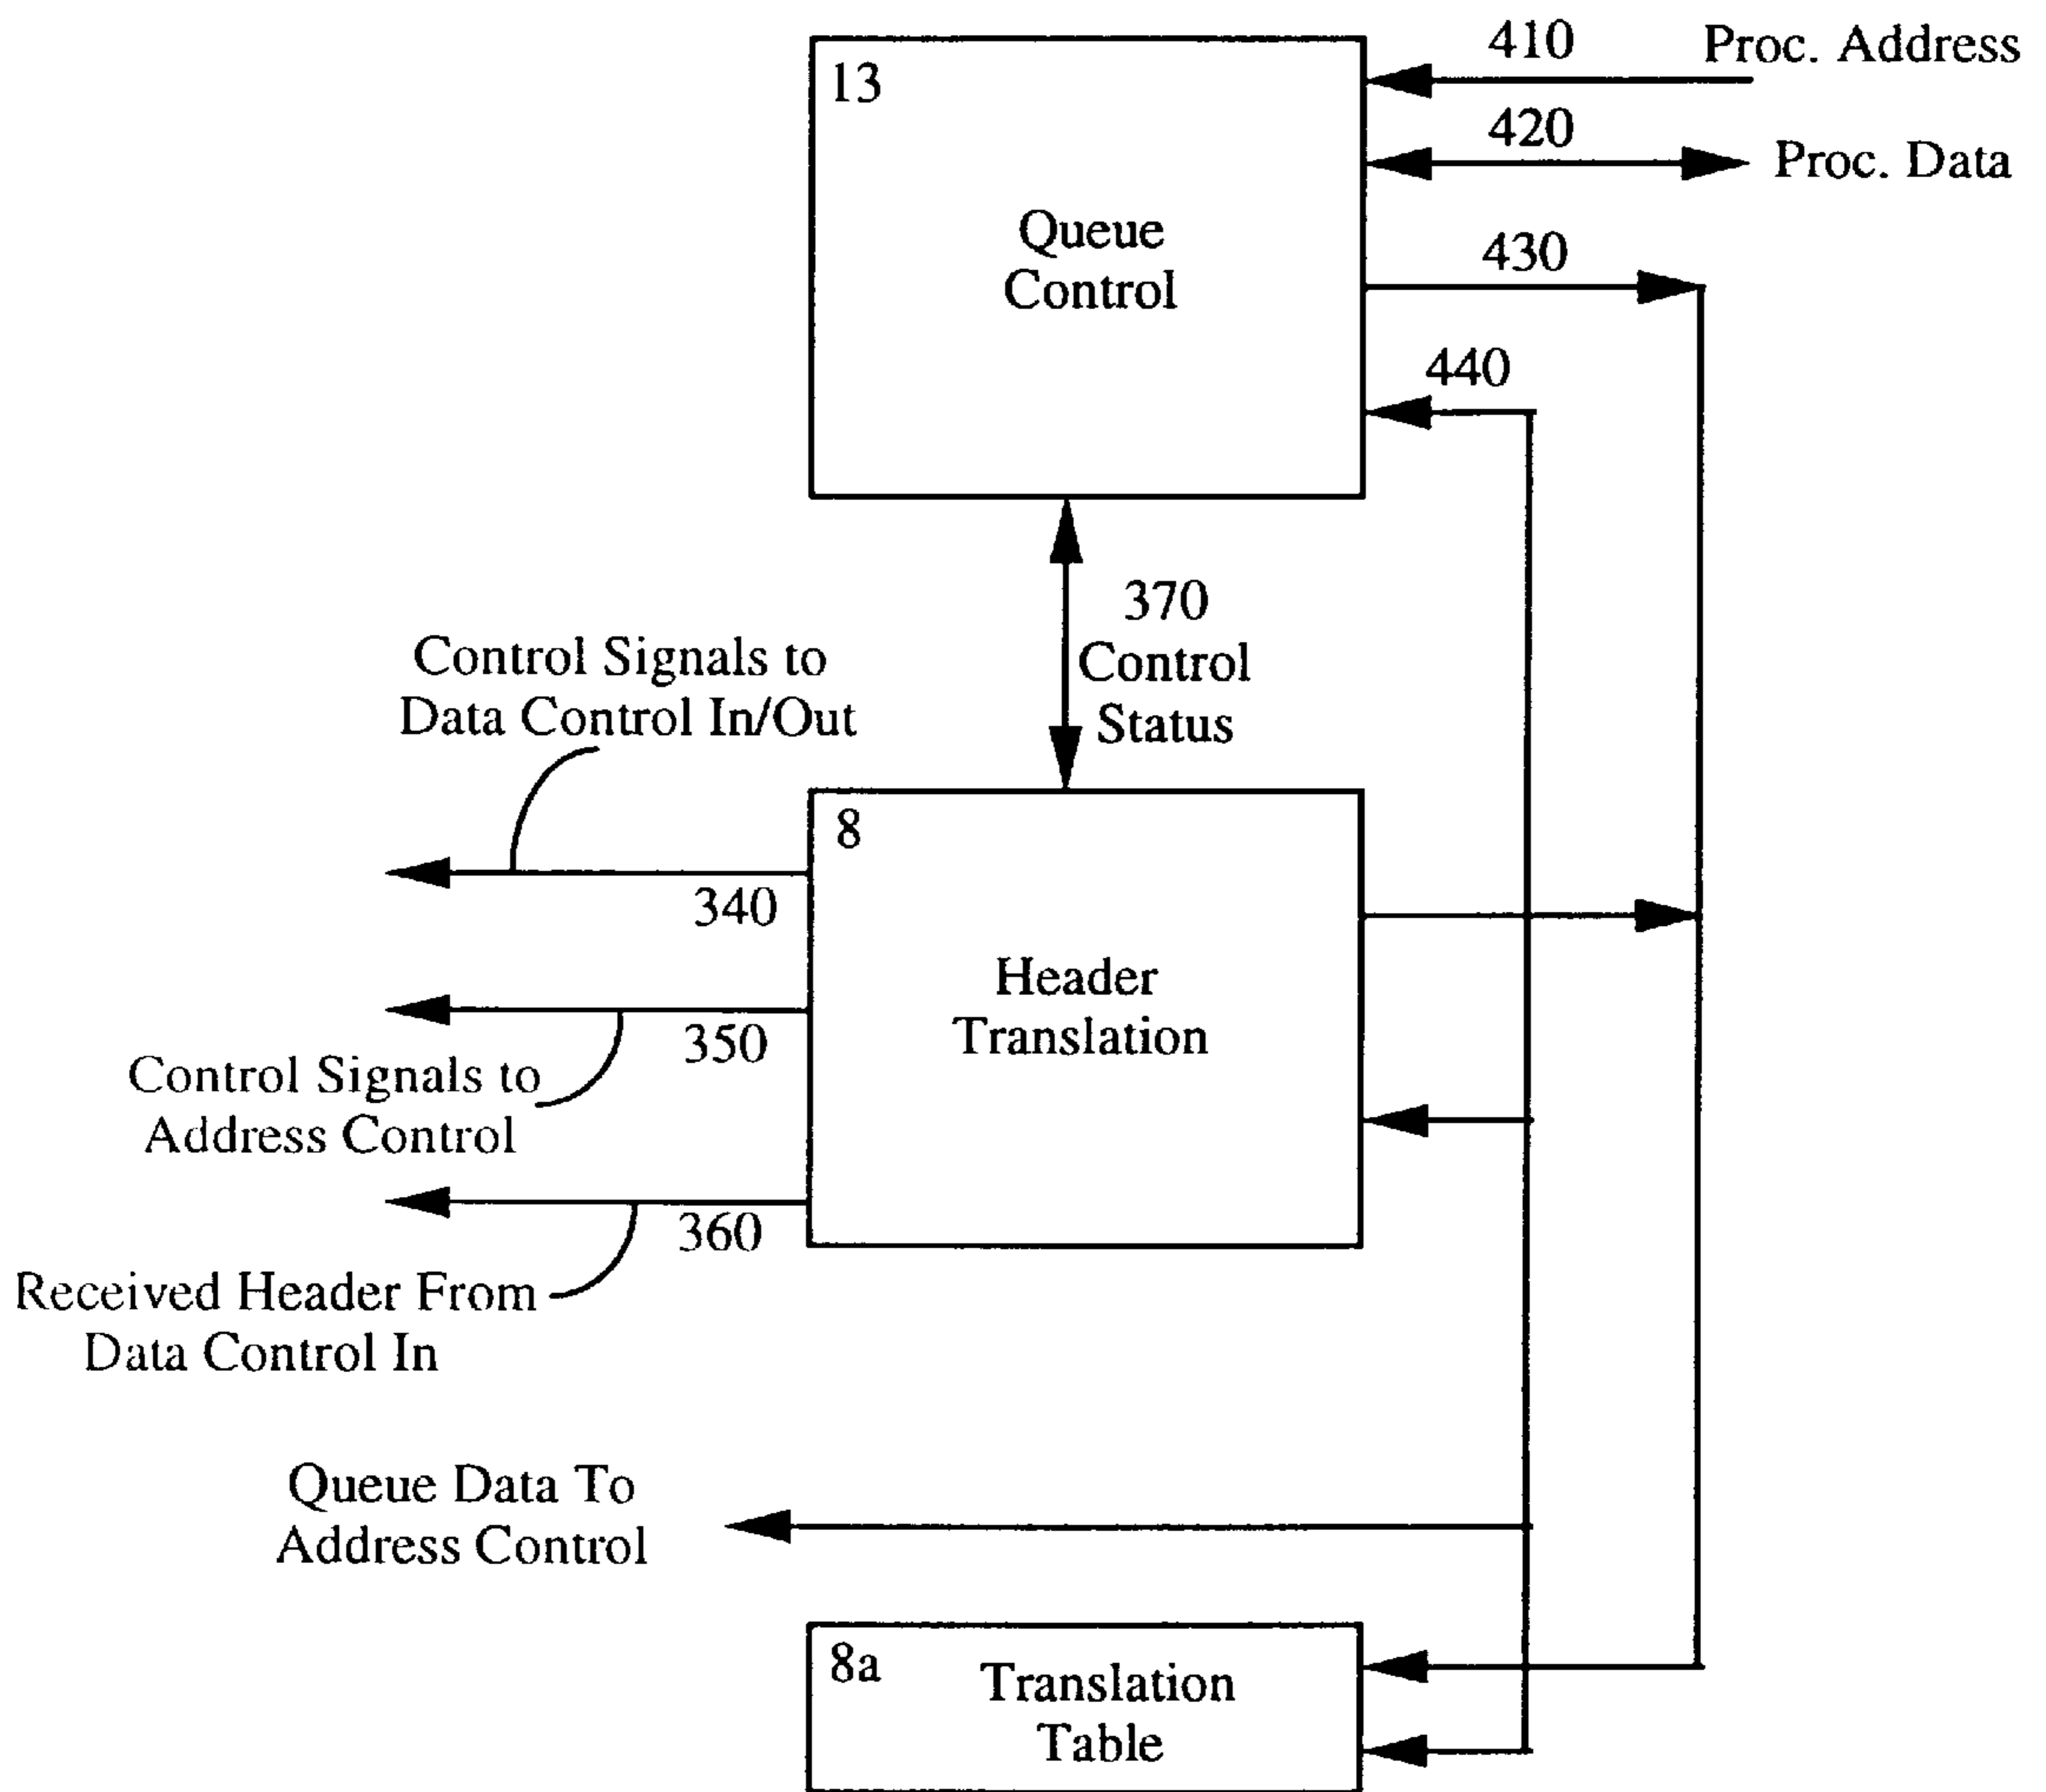 410 Proc. Address
13
420
Proc. Data
Queue
Control
430
440
370
Control
Status
Control Signals to
Data Control In/Out
8
340
Header
Translation
350
Control Signals to
Address Control
360
Received Header From
Data Control In
Queue Data To
Address Control
8a
Translation
Table